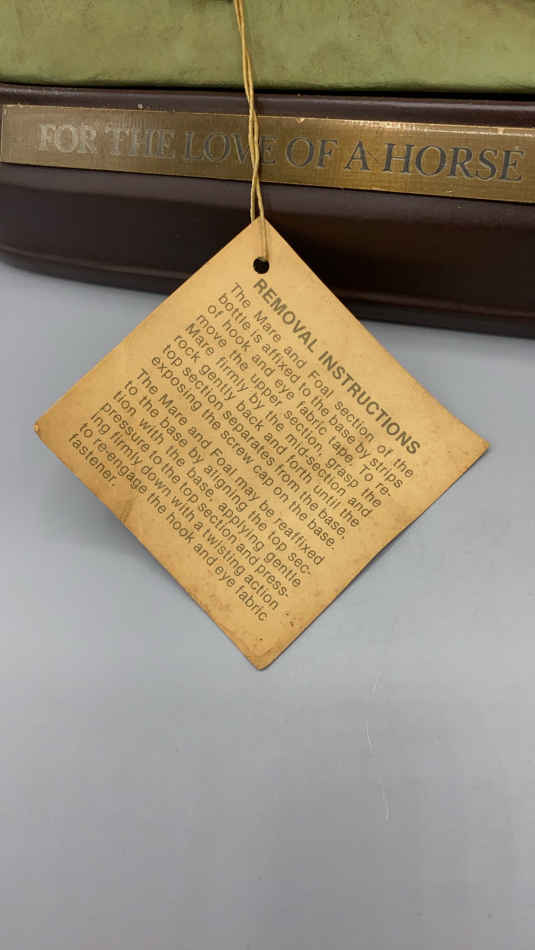 FOR THE LOVE OF A HORSE
REMOVAL INSTRUCTIONS
The Mare and Foal section of the
bottle is affixed to the base by strips
of hook and eye fabric tape. To re-
move the upper section, grasp the
Mare firmly by the mid-section and
rock gently back and forth until the
top section separates from the base,
exposing the screw cap on the base.
The Mare and Foal may be reaffixed
to the base by aligning the top sec-
tion with the base, applying gentle
pressure to the top section and press-
ing firmly down with a twisting action
to re-engage the hook and eye fabric
fastener.